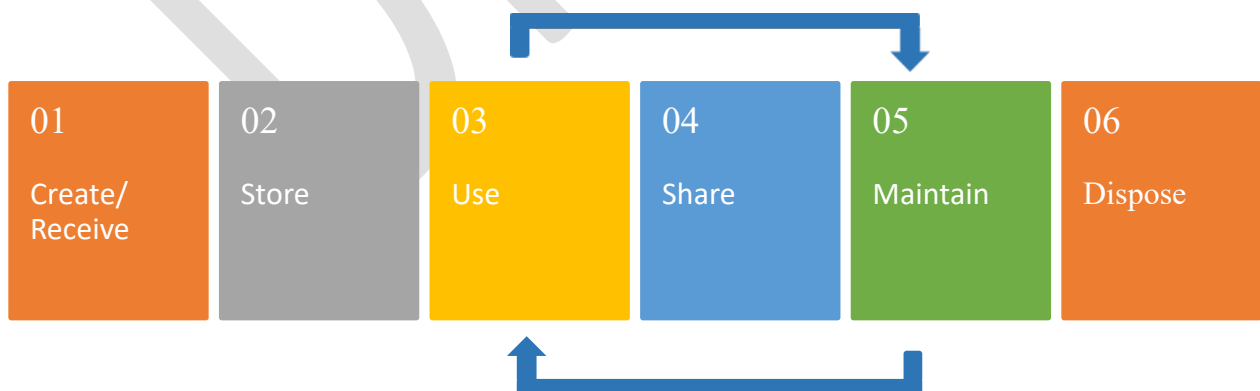 01
Create/
Receive
02
Store
03
Use
04
Share
05
Maintain
06
Dispose